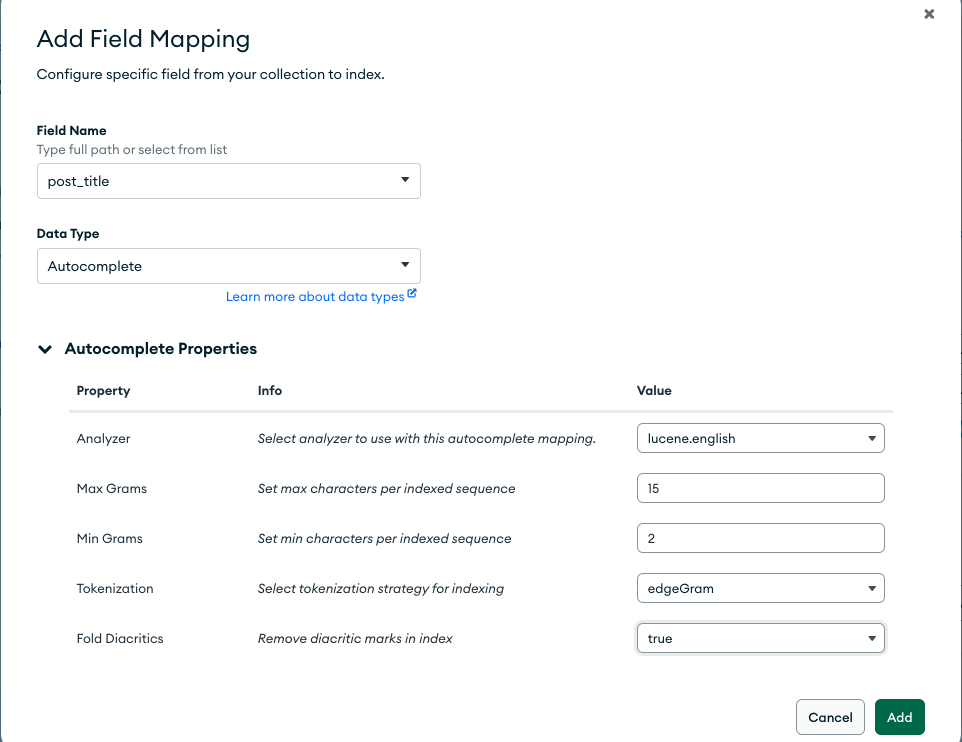 Add Field Mapping
Configure specific field from your collection to index.
Field Name
Type full path or select from list
post_title
Data Type
Autocomplete
Learn more about data types
Autocomplete Properties
Property Info Value
Analyzer Select analyzer to use with this autocomplete mapping. lucene.english
Max Grams Set max characters per indexed sequence 15
Min Grams Set min characters per indexed sequence 2
Tokenization Select tokenization strategy for indexing edgeGram
Fold Diacritics Remove diacritic marks in index true
Cancel Add